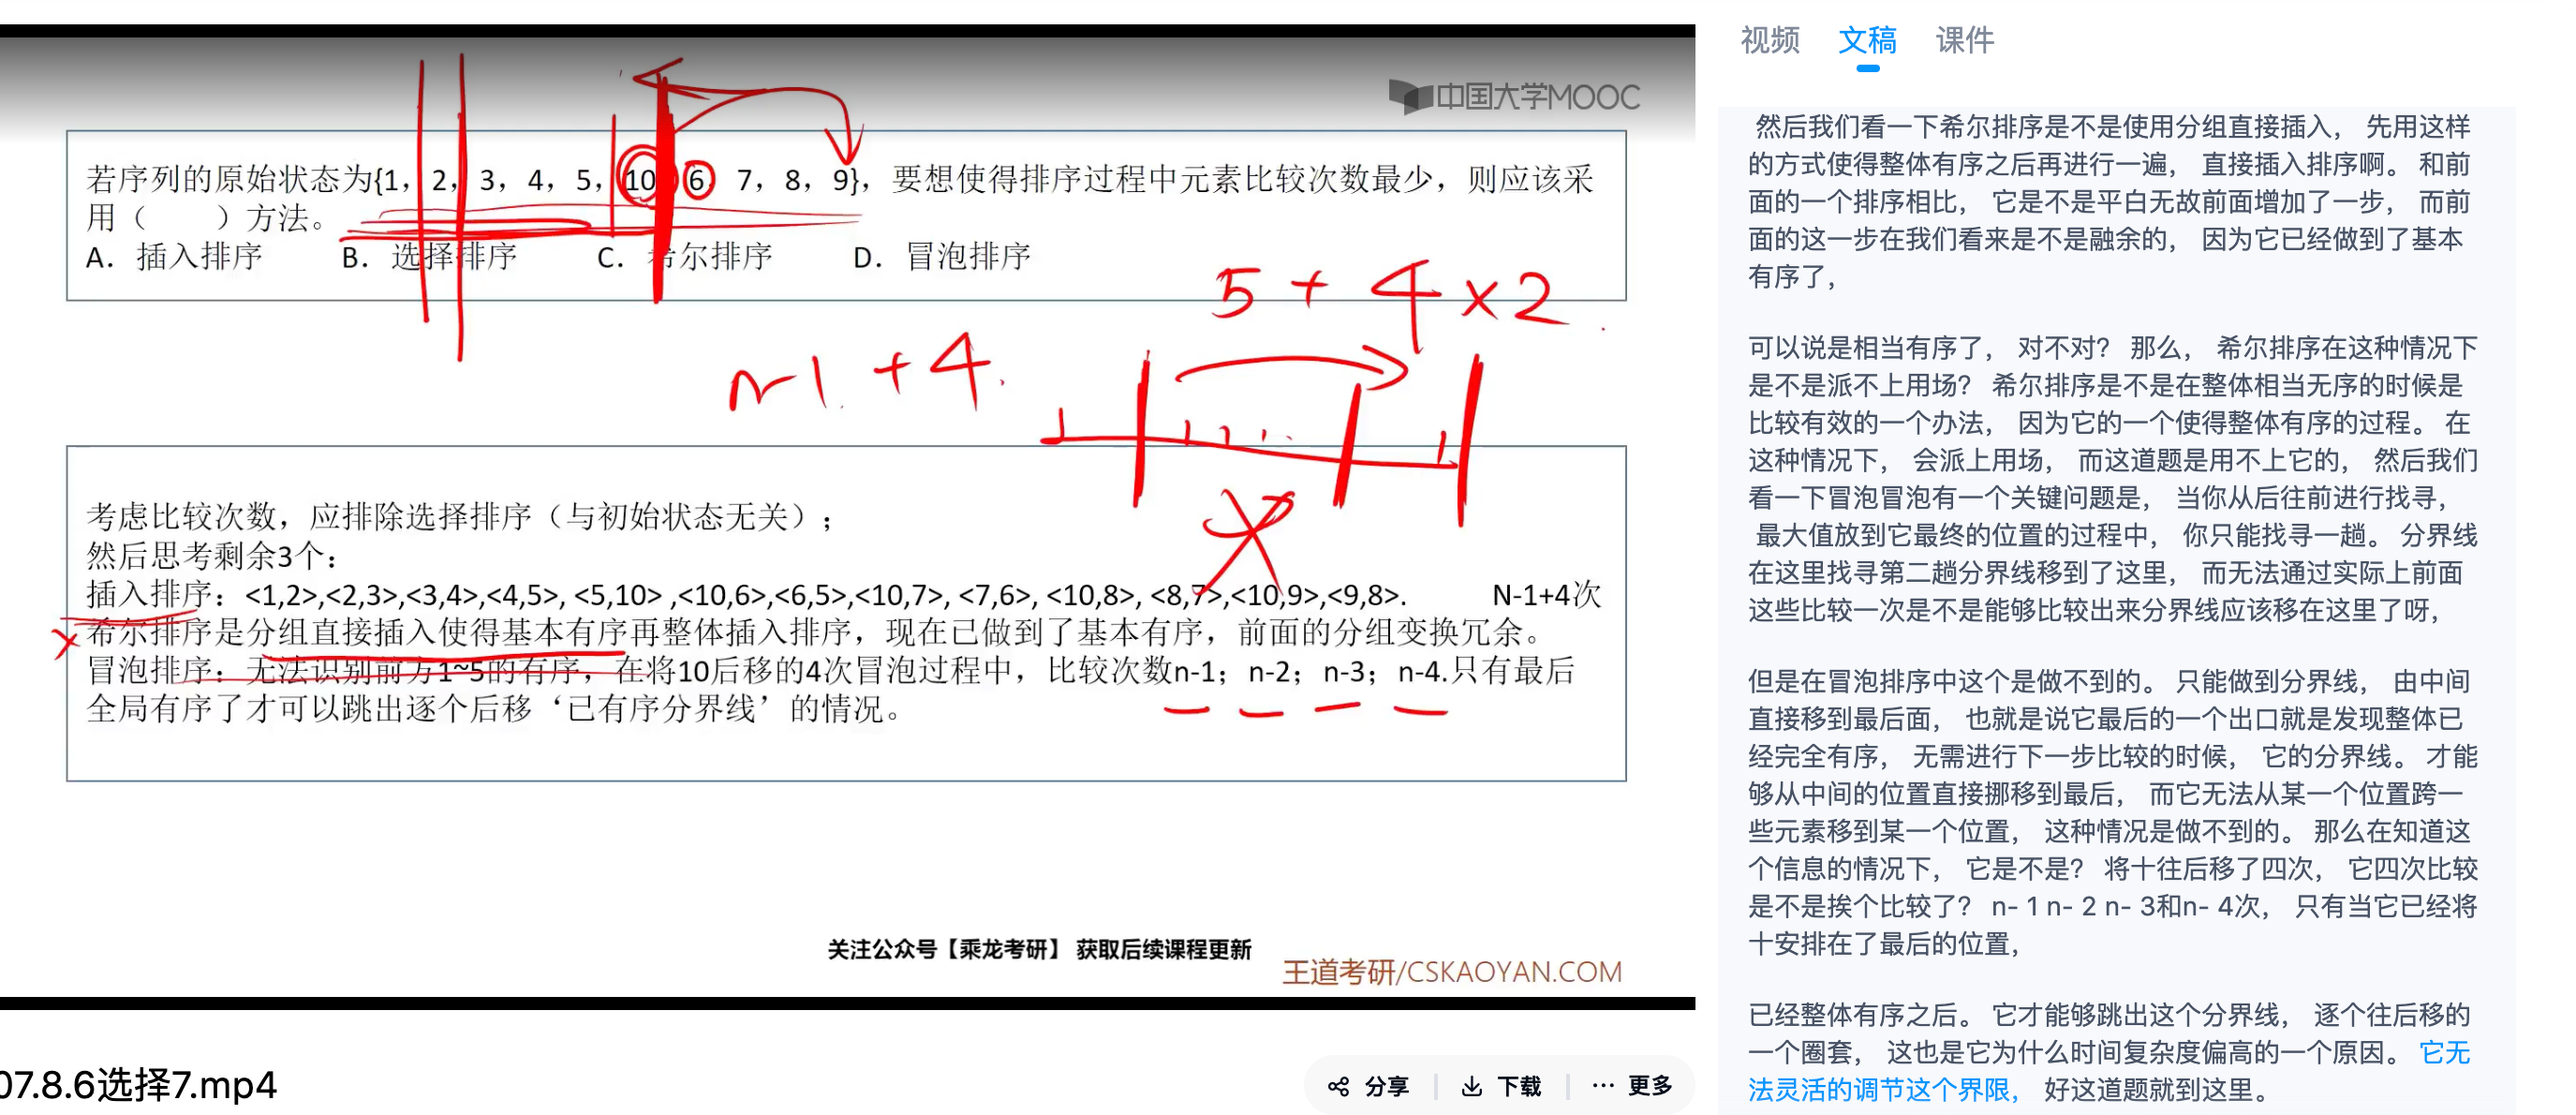 中国大学MOOC
若序列的原始状态为{1，2，3，4，5，10，6，7，8，9}，要想使得排序过程中元素比较次数最少，则应该采
用（　　）方法。
A．插入排序　B．选择排序　C．希尔排序　D．冒泡排序
5 + 4 ×2
n-1 +4
考虑比较次数，应排除选择排序（与初始状态无关）；
然后思考剩余3个：
插入排序：<1,2>,<2,3>,<3,4>,<4,5>, <5,10> ,<10,6>,<6,5>,<10,7>, <7,6>, <10,8>, <8,7>,<10,9>,<9,8>.　N-1+4次
希尔排序是分组直接插入使得基本有序再整体插入排序，现在已做到了基本有序，前面的分组变换冗余。
冒泡排序：无法识别前方1~5的有序，在将10后移的4次冒泡过程中，比较次数n-1；n-2；n-3；n-4.只有最后
全局有序了才可以跳出逐个后移‘已有序分界线’的情况。
关注公众号【乘龙考研】 获取后续课程更新
王道考研/CSKAOYAN.COM
07.8.6选择7.mp4
分享　下载　更多
视频　文稿　课件
然后我们看一下希尔排序是不是使用分组直接插入， 先用这样
的方式使得整体有序之后再进行一遍， 直接插入排序啊。 和前
面的一个排序相比， 它是不是平白无故前面增加了一步， 而前
面的这一步在我们看来是不是融余的， 因为它已经做到了基本
有序了，
可以说是相当有序了， 对不对？ 那么， 希尔排序在这种情况下
是不是派不上用场？ 希尔排序是不是在整体相当无序的时候是
比较有效的一个办法， 因为它的一个使得整体有序的过程。 在
这种情况下， 会派上用场， 而这道题是用不上它的， 然后我们
看一下冒泡冒泡有一个关键问题是， 当你从后往前进行找寻，
最大值放到它最终的位置的过程中， 你只能找寻一趟。 分界线
在这里找寻第二趟分界线移到了这里， 而无法通过实际上前面
这些比较一次是不是能够比较出来分界线应该移在这里了呀，
但是在冒泡排序中这个是做不到的。 只能做到分界线， 由中间
直接移到最后面， 也就是说它最后的一个出口就是发现整体已
经完全有序， 无需进行下一步比较的时候， 它的分界线。 才能
够从中间的位置直接挪移到最后， 而它无法从某一个位置跨一
些元素移到某一个位置， 这种情况是做不到的。 那么在知道这
个信息的情况下， 它是不是？ 将十往后移了四次， 它四次比较
是不是挨个比较了？ n- 1 n- 2 n- 3和n- 4次， 只有当它已经将
十安排在了最后的位置，
已经整体有序之后。 它才能够跳出这个分界线， 逐个往后移的
一个圈套， 这也是它为什么时间复杂度偏高的一个原因。 它无
法灵活的调节这个界限， 好这道题就到这里。